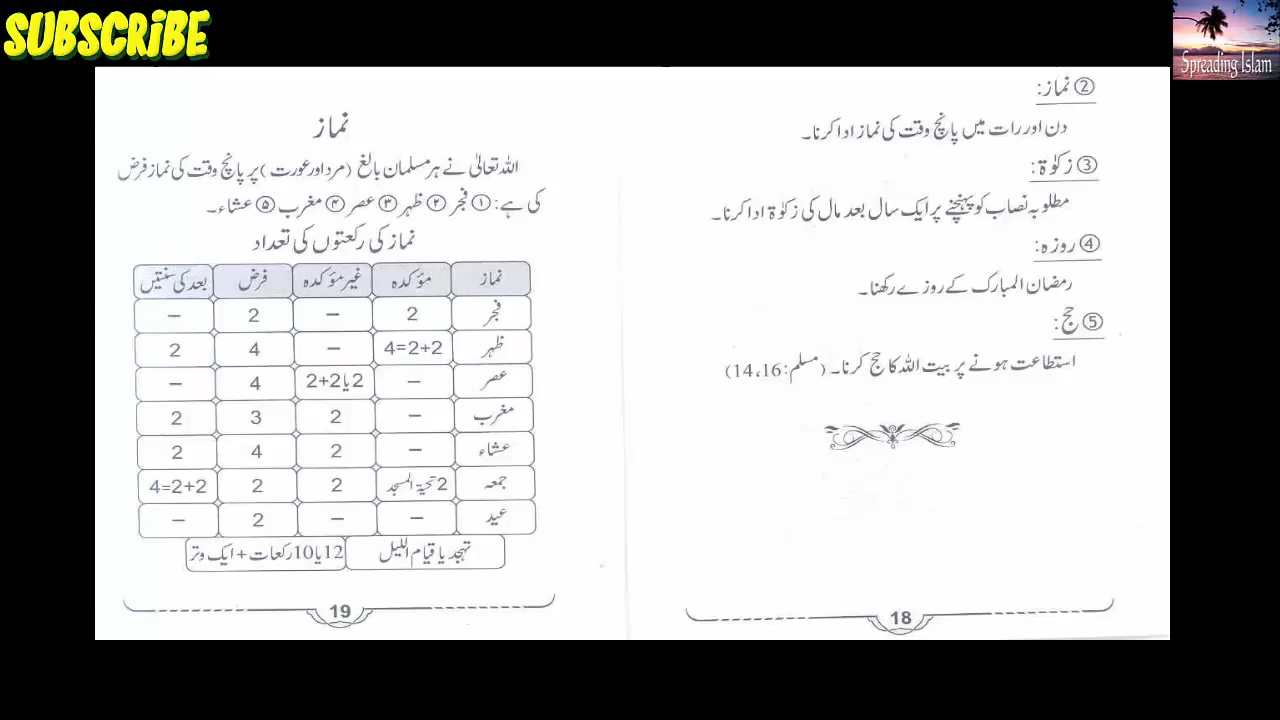 SUBSCRiBE
Spreading Islam
② نماز:
دن اور رات میں پانچ وقت کی نماز ادا کرنا۔
③ زکوٰۃ:
مطلوبہ نصاب کو پہنچنے پر ایک سال بعد مال کی زکوٰۃ ادا کرنا۔
④ روزہ:
رمضان المبارک کے روزے رکھنا۔
⑤ حج:
استطاعت ہونے پر بیت اللہ کا حج کرنا۔ (مسلم: 14،16)
18
نماز
اللہ تعالیٰ نے ہر مسلمان بالغ (مرد اور عورت) پر پانچ وقت کی نماز فرض
کی ہے: ① فجر ② ظہر ③ عصر ④ مغرب ⑤ عشاء۔
نماز کی رکعتوں کی تعداد
نماز مؤکدہ غیر مؤکدہ فرض بعد کی سنتیں
فجر 2 – 2 –
ظہر 2+2=4 – 4 2
عصر – 2 یا 2+2 4 –
مغرب – 2 3 2
عشاء – 2 4 2
جمعہ 2 تحیۃ المسجد 2 2 2+2=4
عید – – 2 –
تہجد یا قیام اللیل 12 یا 10 رکعات + ایک وتر
19